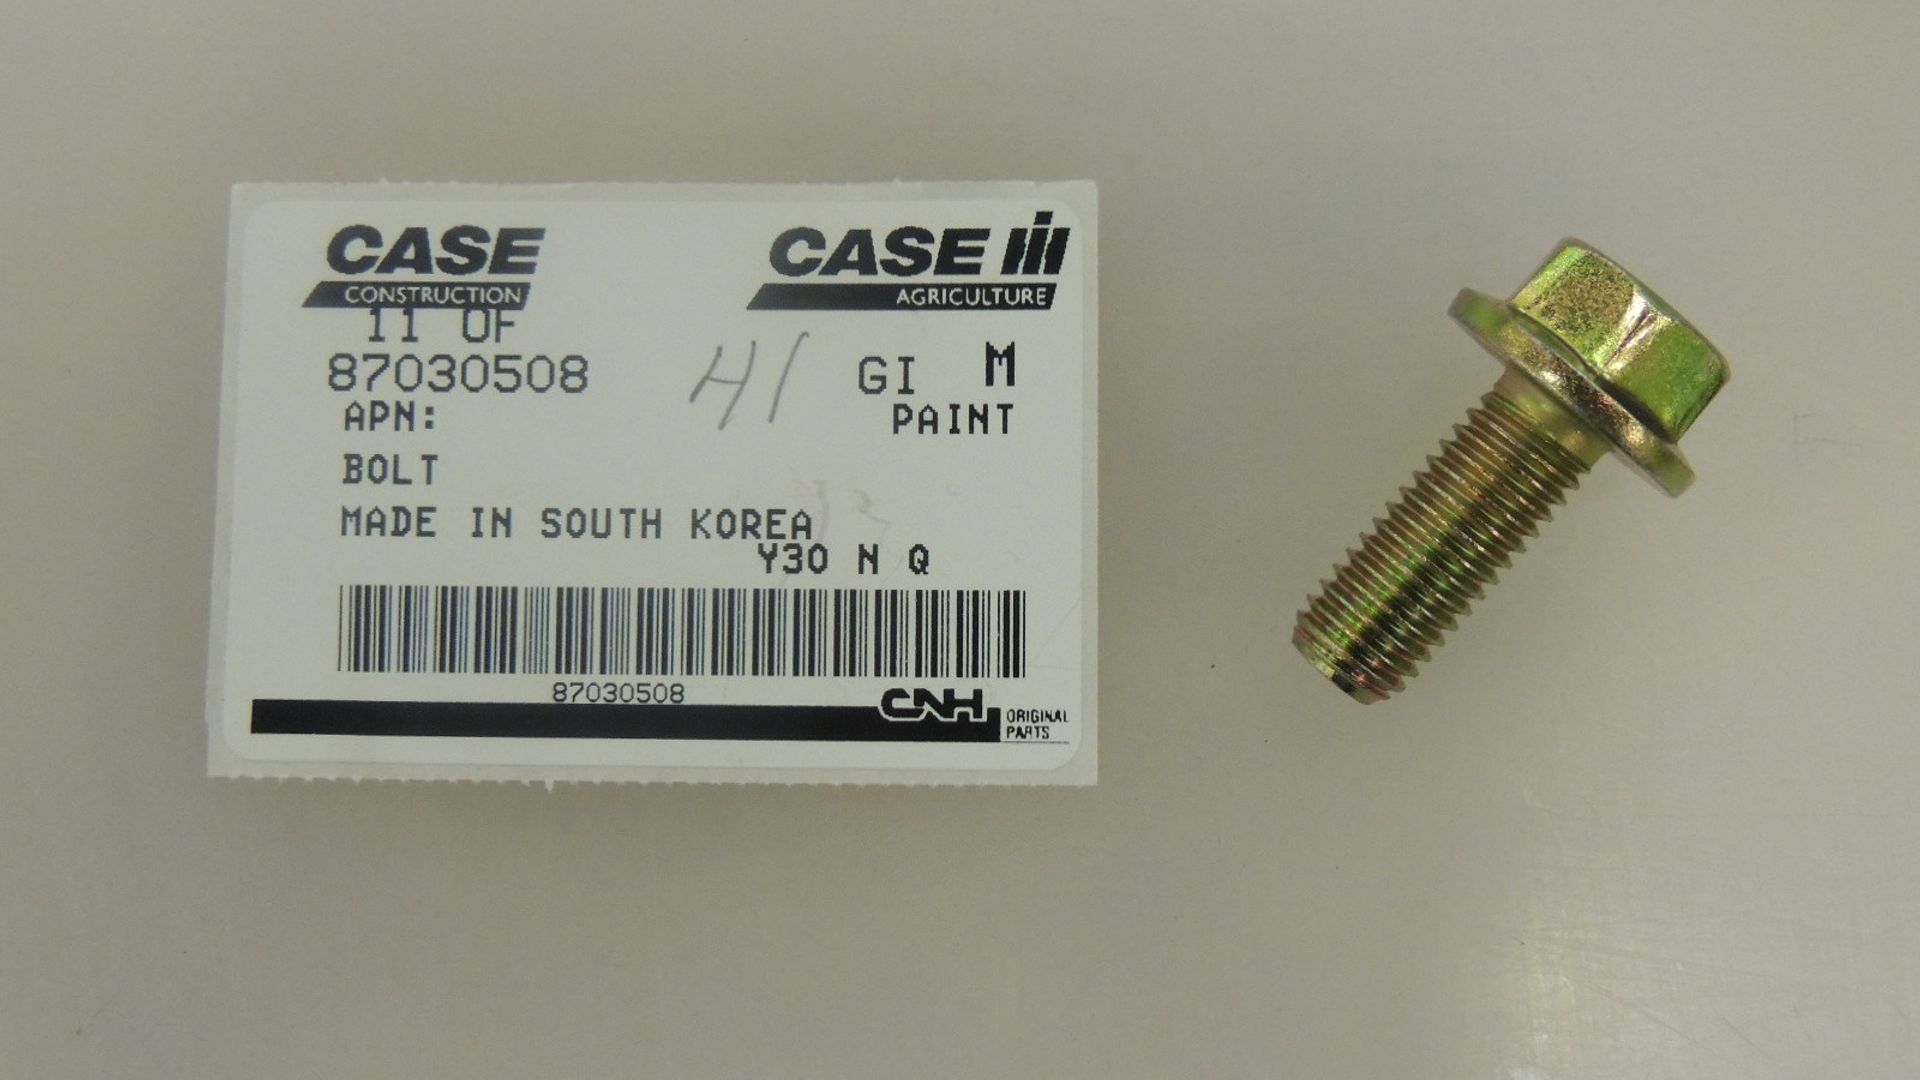 CASE CASE III
CONSTRUCTION AGRICULTURE
11 OF
87030508 H1 GI M
APN: PAINT
BOLT
MADE IN SOUTH KOREA
Y30 N Q
87030508
CNH ORIGINAL
PARTS